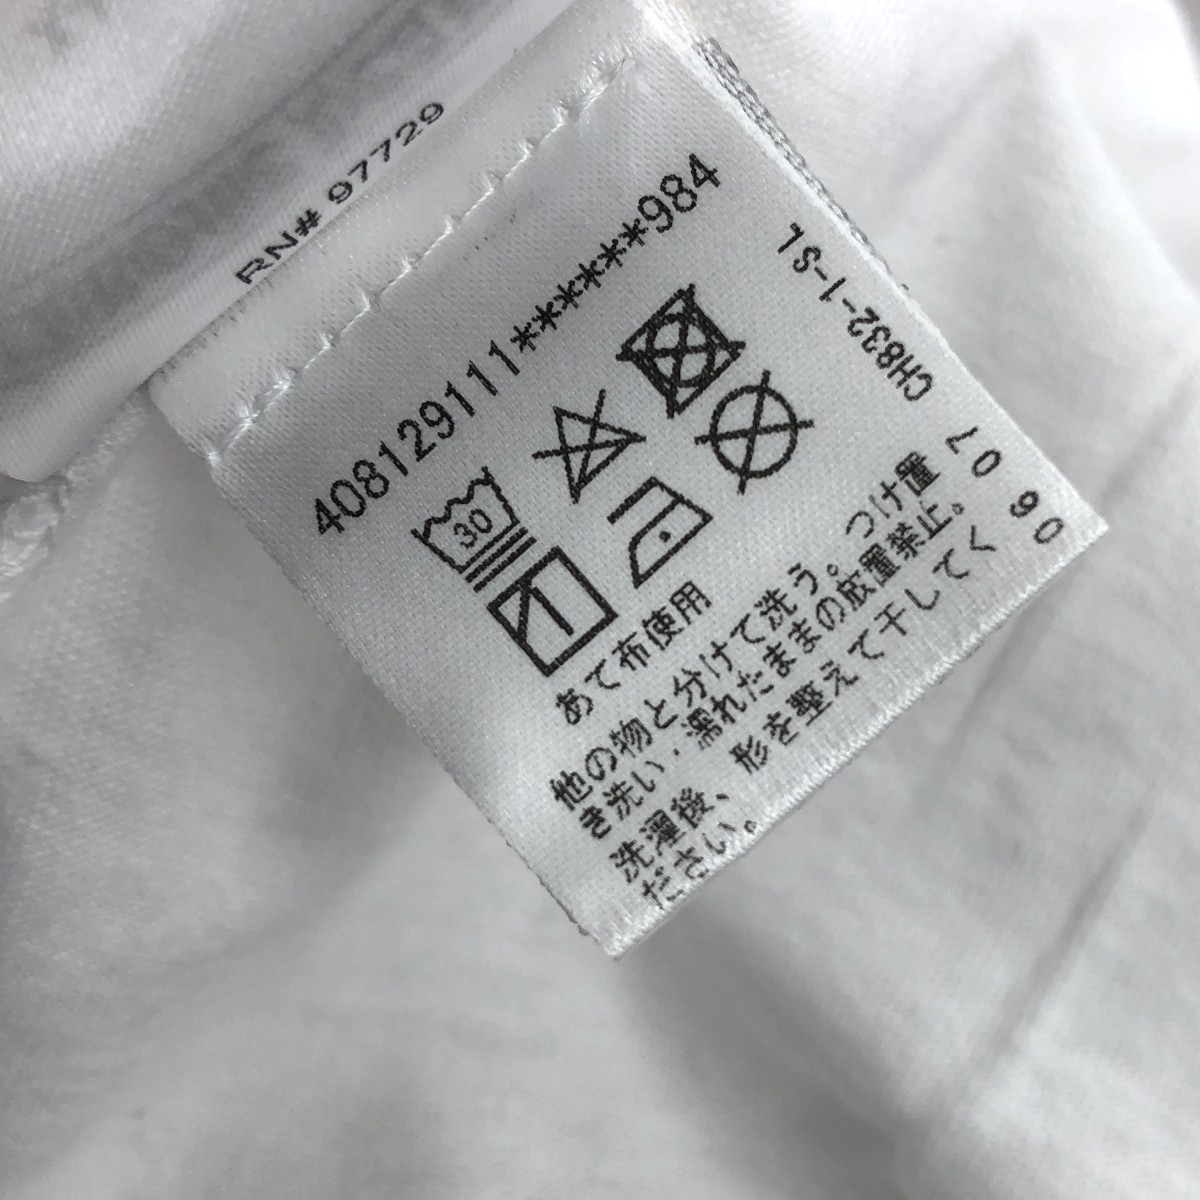 RN# 97729
408129111******984
30
あて布使用
他の物と分けて洗う。つけ置
き洗い・濡れたままの放置禁止。
洗濯後、形を整えて干してく
ださい。
CH832-1-SL
07
09